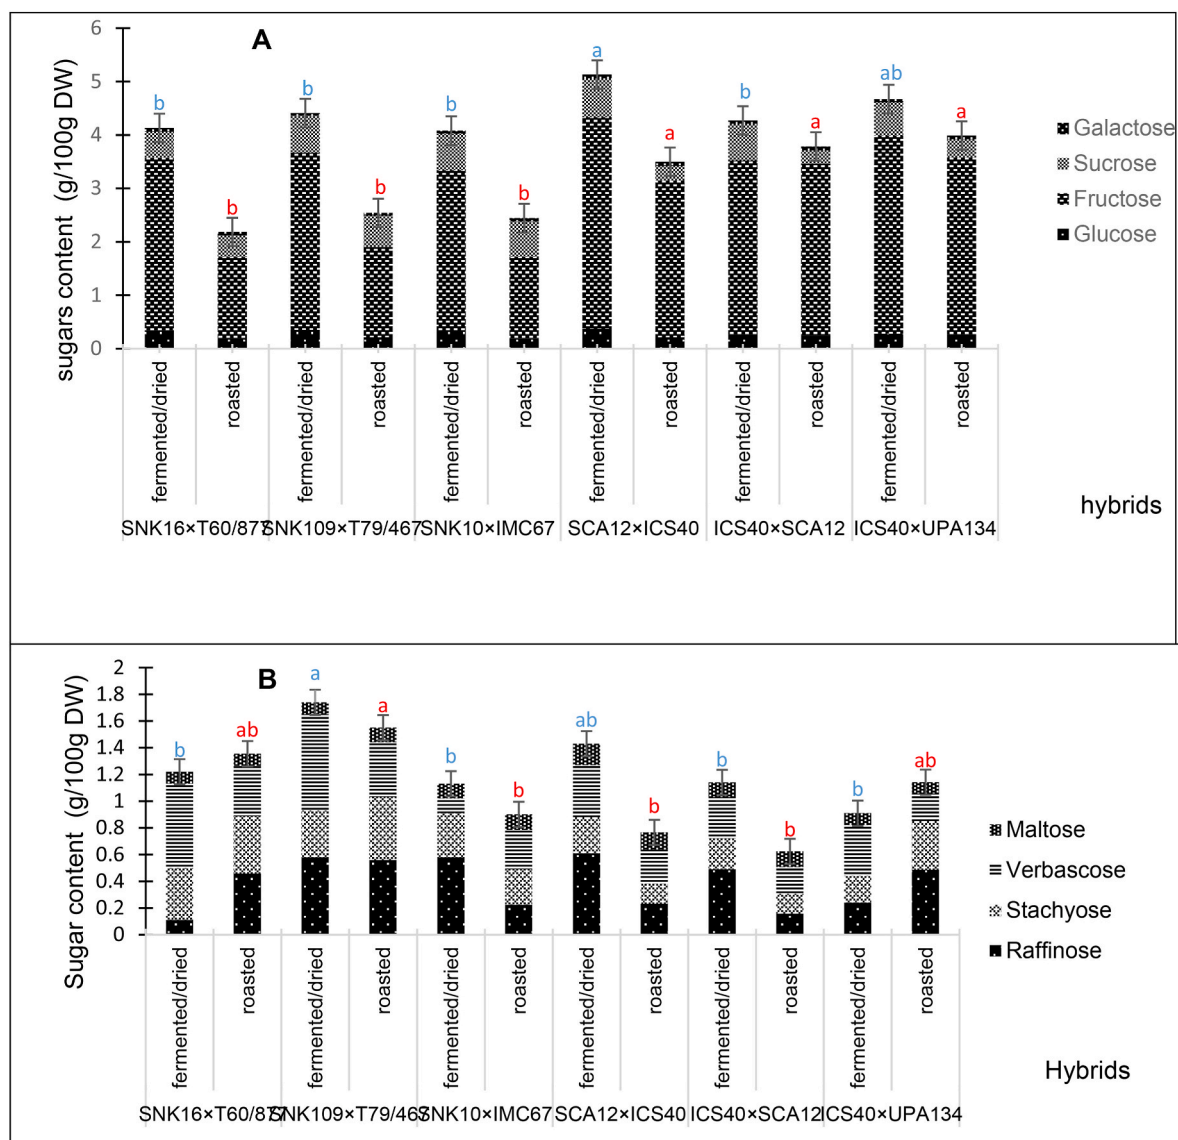 A
sugars content (g/100g DW)
6
5
4
3
2
1
0
b
b
b
b
b
b
a
a
b
a
ab
a
Galactose
Sucrose
Fructose
Glucose
fermented/dried
roasted
fermented/dried
roasted
fermented/dried
roasted
fermented/dried
roasted
fermented/dried
roasted
fermented/dried
roasted
SNK16×T60/877
SNK109×T79/467
SNK10×IMC67
SCA12×ICS40
ICS40×SCA12
ICS40×UPA134
hybrids
B
Sugar content (g/100g DW)
2
1.8
1.6
1.4
1.2
1
0.8
0.6
0.4
0.2
0
b
ab
a
a
b
b
ab
b
b
b
b
ab
Maltose
Verbascose
Stachyose
Raffinose
fermented/dried
roasted
fermented/dried
roasted
fermented/dried
roasted
fermented/dried
roasted
fermented/dried
roasted
fermented/dried
roasted
SNK16×T60/877
SNK109×T79/467
SNK10×IMC67
SCA12×ICS40
ICS40×SCA12
ICS40×UPA134
Hybrids